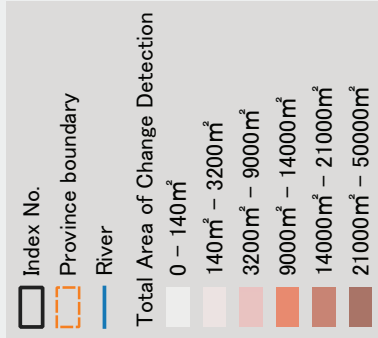 Index No.
Province boundary
River
Total Area of Change Detection
0 – 140㎡
140㎡ – 3200㎡
3200㎡ – 9000㎡
9000㎡ – 14000㎡
14000㎡ – 21000㎡
21000㎡ – 50000㎡